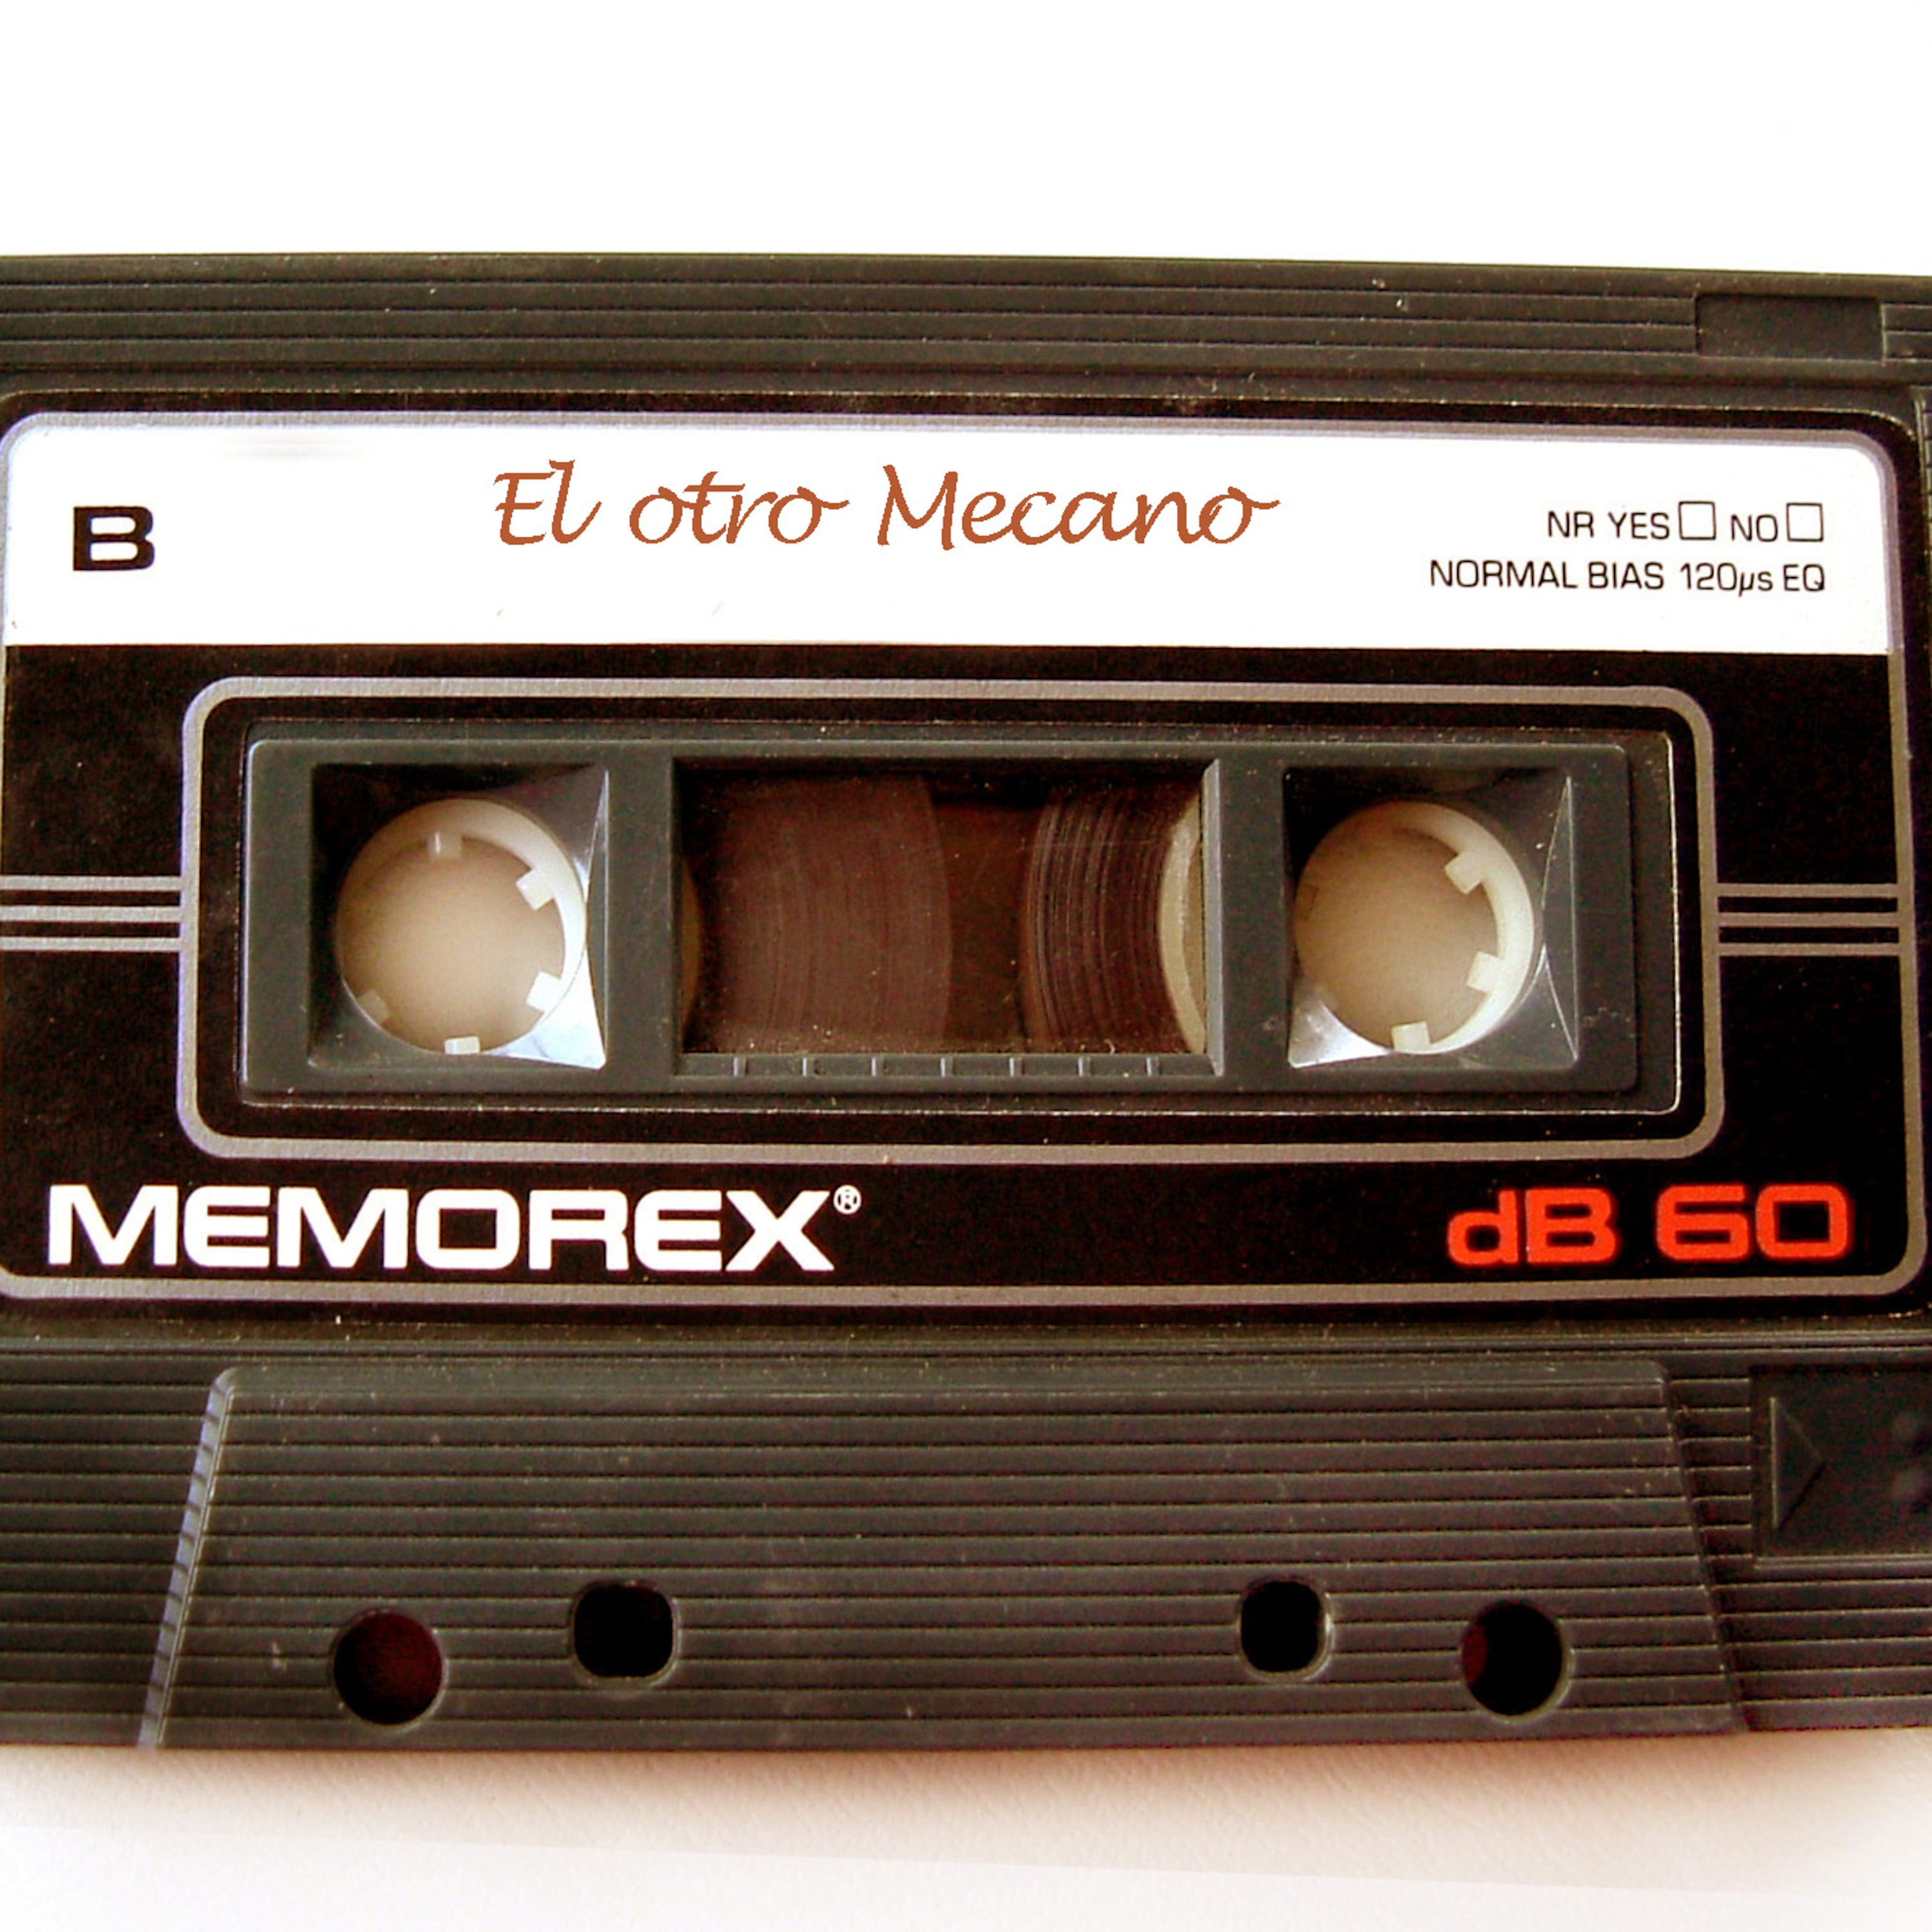 El otro Mecano
B
NR YES □ NO □
NORMAL BIAS 120µs EQ
MEMOREX®
dB 60